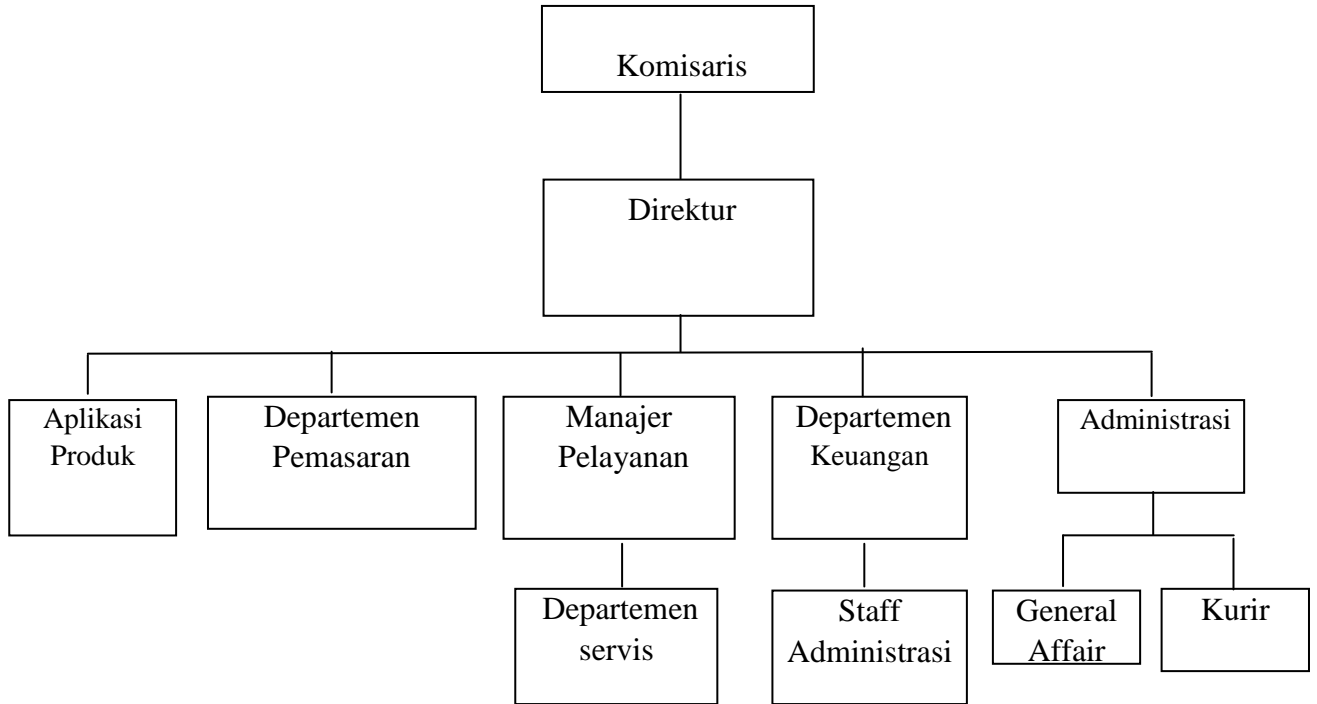 Komisaris
Direktur
Aplikasi
Produk
Departemen
Pemasaran
Manajer
Pelayanan
Departemen
Keuangan
Administrasi
Departemen
servis
Staff
Administrasi
General
Affair
Kurir